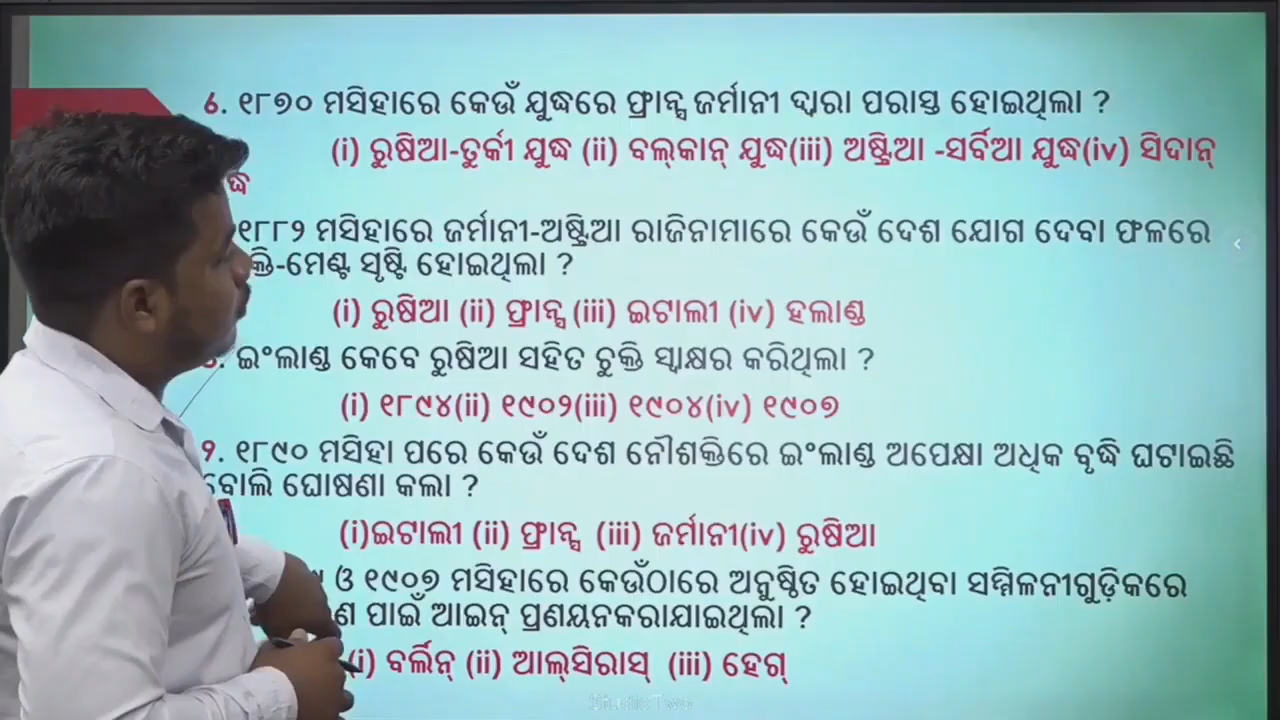 6. ୧୮୭୦ ମସିହାରେ କେଉଁ ଯୁଦ୍ଧରେ ଫ୍ରାନ୍ସ ଜର୍ମାନୀ ଦ୍ୱାରା ପରାସ୍ତ ହୋଇଥିଲା ?
(i) ରୁଷିଆ-ତୁର୍କୀ ଯୁଦ୍ଧ (ii) ବଲ୍‌କାନ୍ ଯୁଦ୍ଧ(iii) ଅଷ୍ଟ୍ରିଆ -ସର୍ବିଆ ଯୁଦ୍ଧ(iv) ସିଦାନ୍
୧୮୮୨ ମସିହାରେ ଜର୍ମାନୀ-ଅଷ୍ଟ୍ରିଆ ରାଜିନାମାରେ କେଉଁ ଦେଶ ଯୋଗ ଦେବା ଫଳରେ
-ମେଣ୍ଟ ସୃଷ୍ଟି ହୋଇଥିଲା ?
(i) ରୁଷିଆ (ii) ଫ୍ରାନ୍ସ (iii) ଇଟାଲୀ (iv) ହଲାଣ୍ଡ
ଇଂଲାଣ୍ଡ କେବେ ରୁଷିଆ ସହିତ ଚୁକ୍ତି ସ୍ୱାକ୍ଷର କରିଥିଲା ?
(i) ୧୮୯୪(ii) ୧୯୦୨(iii) ୧୯୦୪(iv) ୧୯୦୭
9. ୧୮୯୦ ମସିହା ପରେ କେଉଁ ଦେଶ ନୌଶକ୍ତିରେ ଇଂଲାଣ୍ଡ ଅପେକ୍ଷା ଅଧିକ ବୃଦ୍ଧି ଘଟାଇଛି
ବୋଲି ଘୋଷଣା କଲା ?
(i)ଇଟାଲୀ (ii) ଫ୍ରାନ୍ସ (iii) ଜର୍ମାନୀ(iv) ରୁଷିଆ
ଓ ୧୯୦୭ ମସିହାରେ କେଉଁଠାରେ ଅନୁଷ୍ଠିତ ହୋଇଥିବା ସମ୍ମିଳନୀଗୁଡ଼ିକରେ
ପାଇଁ ଆଇନ୍ ପ୍ରଣୟନକରାଯାଇଥିଲା ?
(i) ବର୍ଲିନ୍ (ii) ଆଲ୍‌ସିରାସ୍ (iii) ହେଗ୍